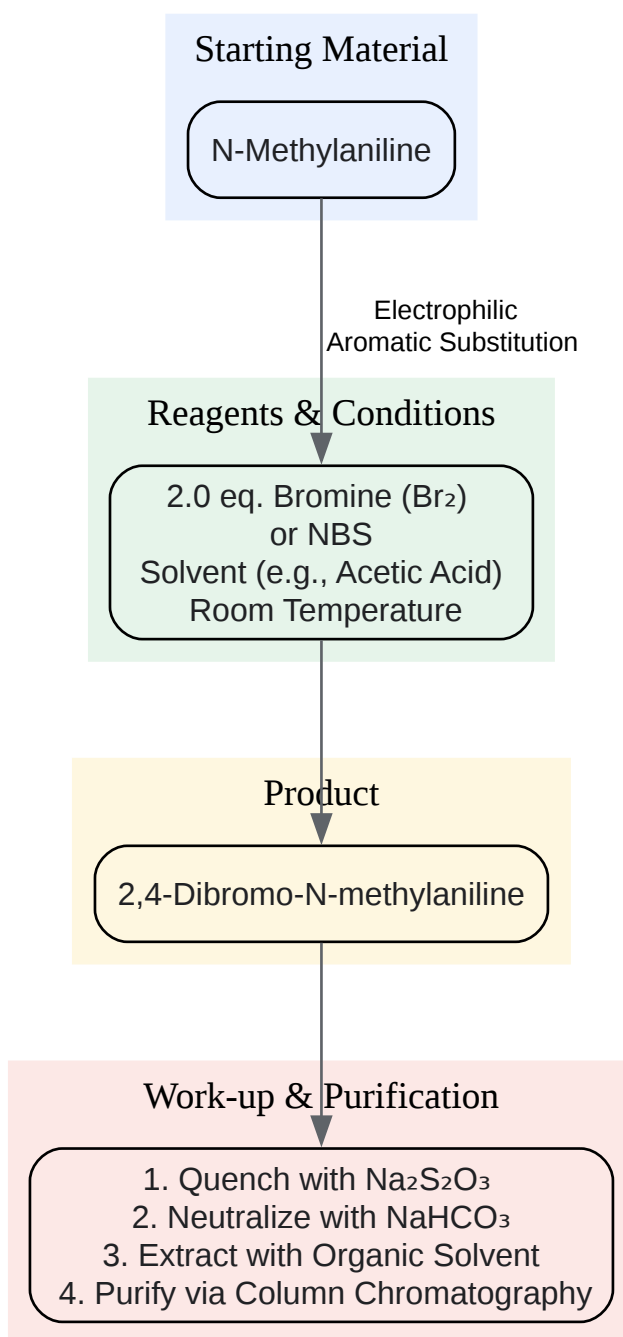 Starting Material
N-Methylaniline
Electrophilic
Aromatic Substitution
Reagents & Conditions
2.0 eq. Bromine (Br₂)
or NBS
Solvent (e.g., Acetic Acid)
Room Temperature
Product
2,4-Dibromo-N-methylaniline
Work-up & Purification
1. Quench with Na₂S₂O₃
2. Neutralize with NaHCO₃
3. Extract with Organic Solvent
4. Purify via Column Chromatography